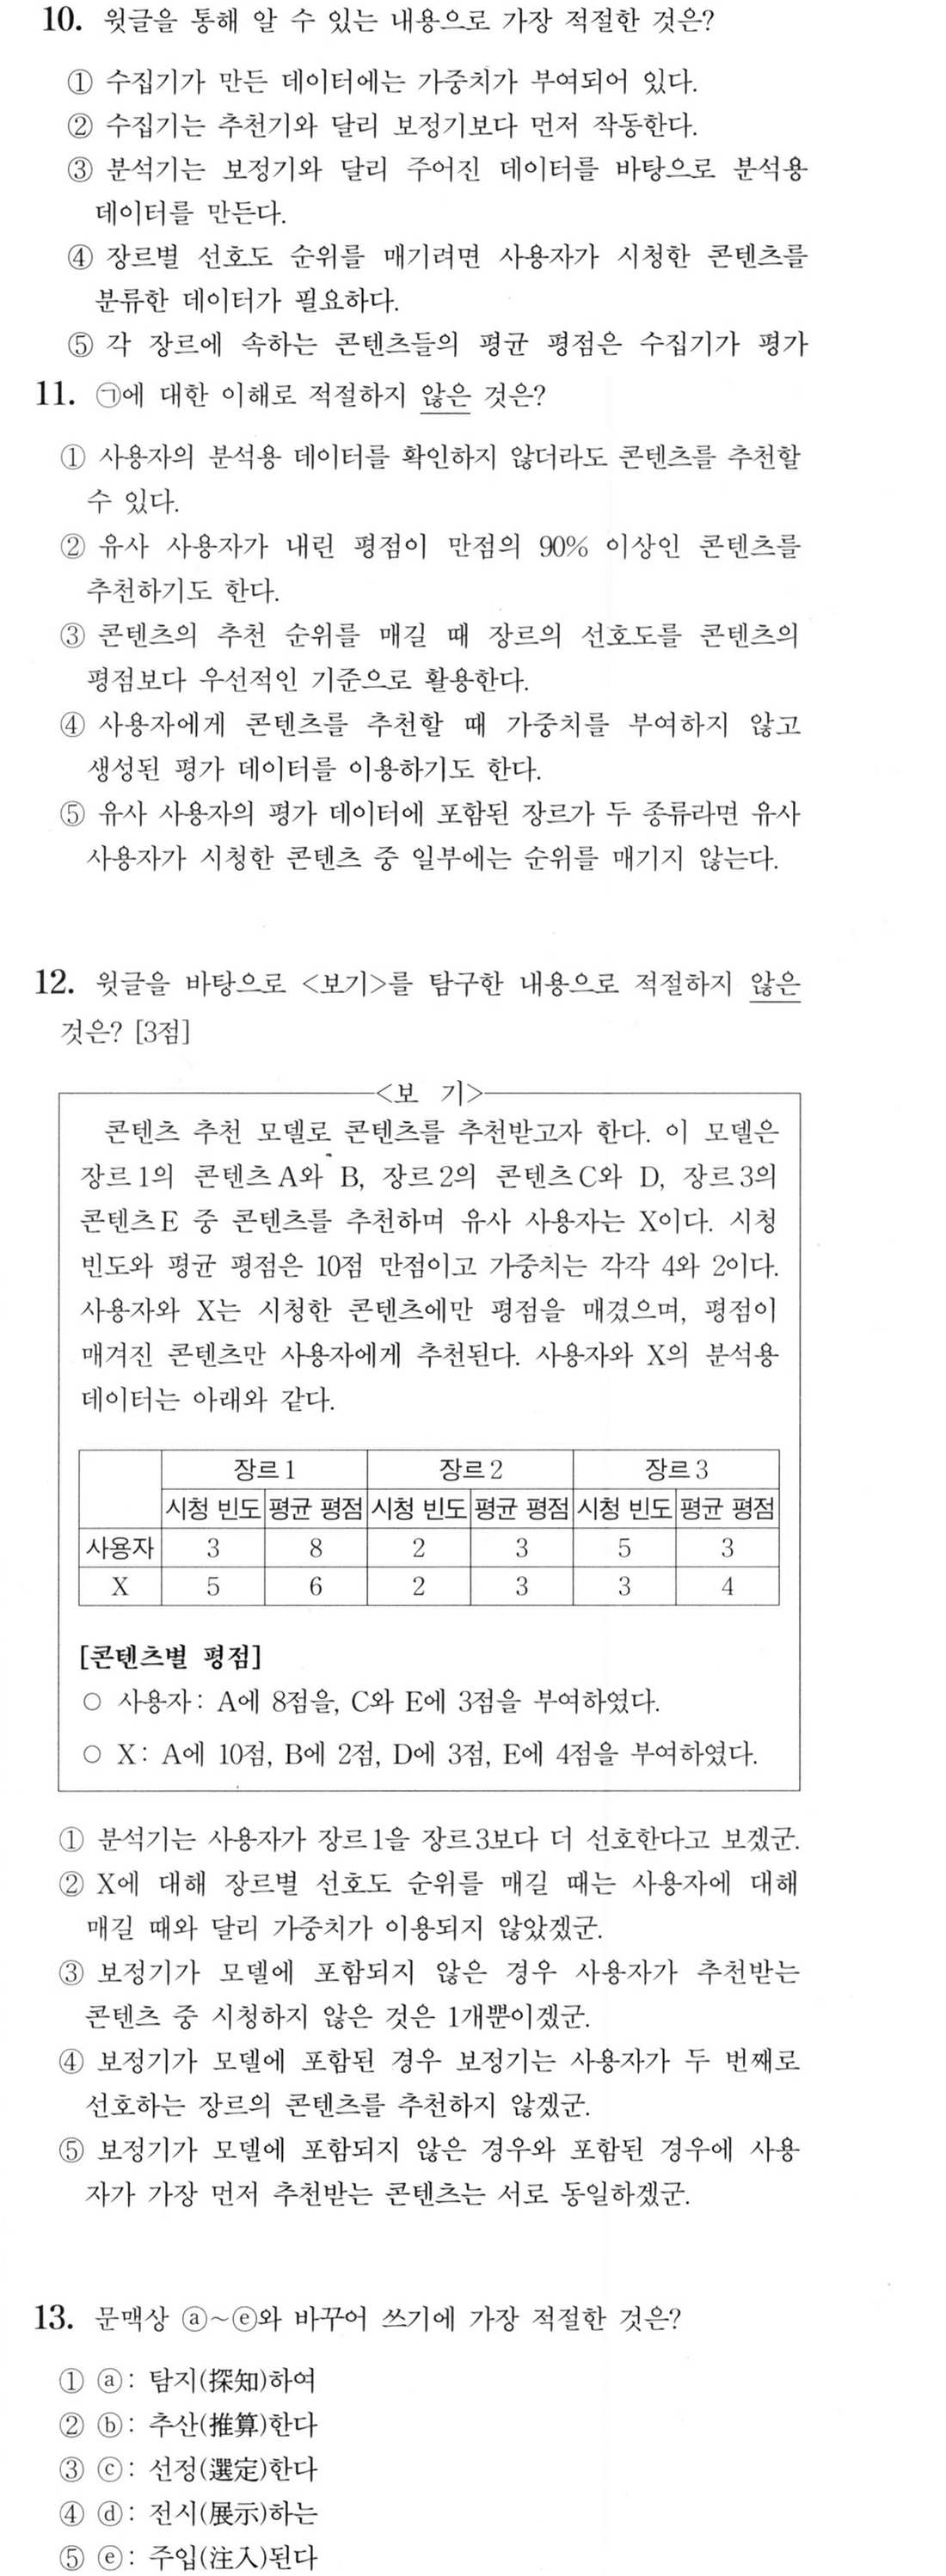 10. 윗글을 통해 알 수 있는 내용으로 가장 적절한 것은?
① 수집기가 만든 데이터에는 가중치가 부여되어 있다.
② 수집기는 추천기와 달리 보정기보다 먼저 작동한다.
③ 분석기는 보정기와 달리 주어진 데이터를 바탕으로 분석용
데이터를 만든다.
④ 장르별 선호도 순위를 매기려면 사용자가 시청한 콘텐츠를
분류한 데이터가 필요하다.
⑤ 각 장르에 속하는 콘텐츠들의 평균 평점은 수집기가 평가
11. ㉠에 대한 이해로 적절하지 않은 것은?
① 사용자의 분석용 데이터를 확인하지 않더라도 콘텐츠를 추천할
수 있다.
② 유사 사용자가 내린 평점이 만점의 90% 이상인 콘텐츠를
추천하기도 한다.
③ 콘텐츠의 추천 순위를 매길 때 장르의 선호도를 콘텐츠의
평점보다 우선적인 기준으로 활용한다.
④ 사용자에게 콘텐츠를 추천할 때 가중치를 부여하지 않고
생성된 평가 데이터를 이용하기도 한다.
⑤ 유사 사용자의 평가 데이터에 포함된 장르가 두 종류라면 유사
사용자가 시청한 콘텐츠 중 일부에는 순위를 매기지 않는다.
12. 윗글을 바탕으로 <보기>를 탐구한 내용으로 적절하지 않은
것은? [3점]
<보 기>
콘텐츠 추천 모델로 콘텐츠를 추천받고자 한다. 이 모델은
장르 1의 콘텐츠 A와 B, 장르 2의 콘텐츠 C와 D, 장르 3의
콘텐츠 E 중 콘텐츠를 추천하며 유사 사용자는 X이다. 시청
빈도와 평균 평점은 10점 만점이고 가중치는 각각 4와 2이다.
사용자와 X는 시청한 콘텐츠에만 평점을 매겼으며, 평점이
매겨진 콘텐츠만 사용자에게 추천된다. 사용자와 X의 분석용
데이터는 아래와 같다.
장르 1 장르 2 장르 3
시청 빈도 평균 평점 시청 빈도 평균 평점 시청 빈도 평균 평점
사용자 3 8 2 3 5 3
X 5 6 2 3 3 4
[콘텐츠별 평점]
○ 사용자: A에 8점을, C와 E에 3점을 부여하였다.
○ X: A에 10점, B에 2점, D에 3점, E에 4점을 부여하였다.
① 분석기는 사용자가 장르 1을 장르 3보다 더 선호한다고 보겠군.
② X에 대해 장르별 선호도 순위를 매길 때는 사용자에 대해
매길 때와 달리 가중치가 이용되지 않았겠군.
③ 보정기가 모델에 포함되지 않은 경우 사용자가 추천받는
콘텐츠 중 시청하지 않은 것은 1개뿐이겠군.
④ 보정기가 모델에 포함된 경우 보정기는 사용자가 두 번째로
선호하는 장르의 콘텐츠를 추천하지 않겠군.
⑤ 보정기가 모델에 포함되지 않은 경우와 포함된 경우에 사용
자가 가장 먼저 추천받는 콘텐츠는 서로 동일하겠군.
13. 문맥상 ⓐ~ⓔ와 바꾸어 쓰기에 가장 적절한 것은?
① ⓐ: 탐지(探知)하여
② ⓑ: 추산(推算)한다
③ ⓒ: 선정(選定)한다
④ ⓓ: 전시(展示)하는
⑤ ⓔ: 주입(注入)된다